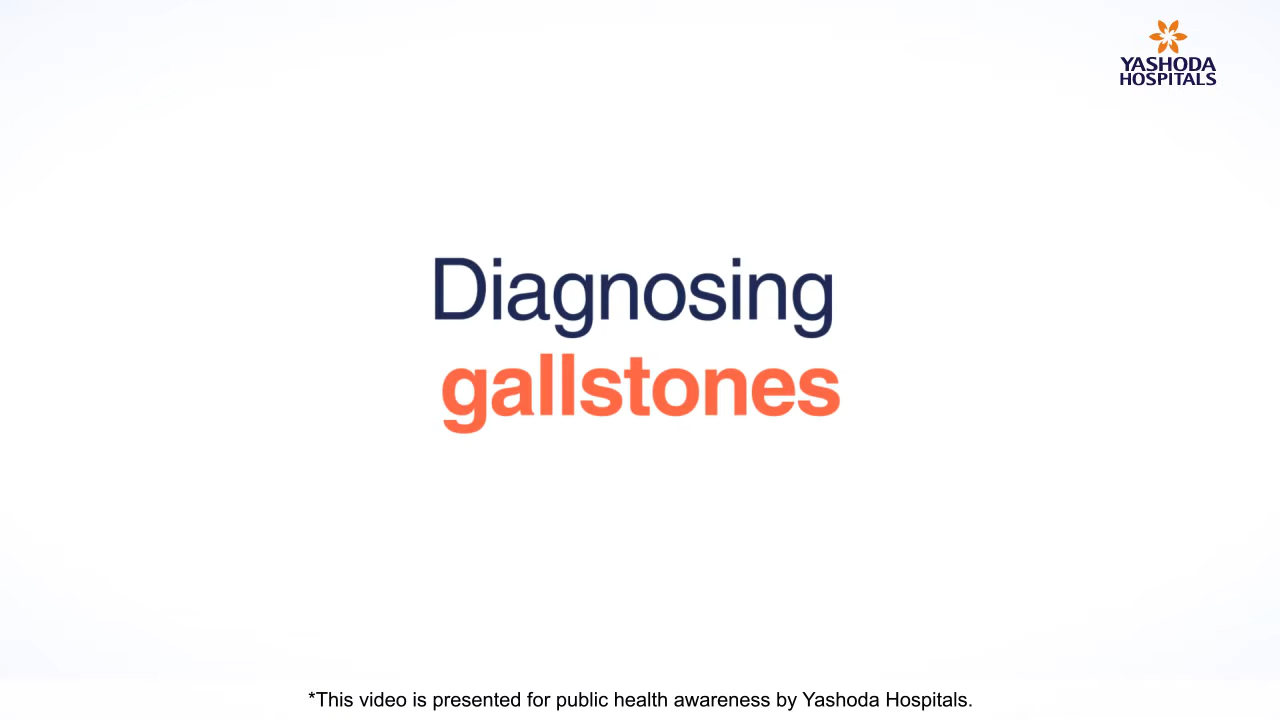 YASHODA
HOSPITALS
Diagnosing
gallstones
*This video is presented for public health awareness by Yashoda Hospitals.